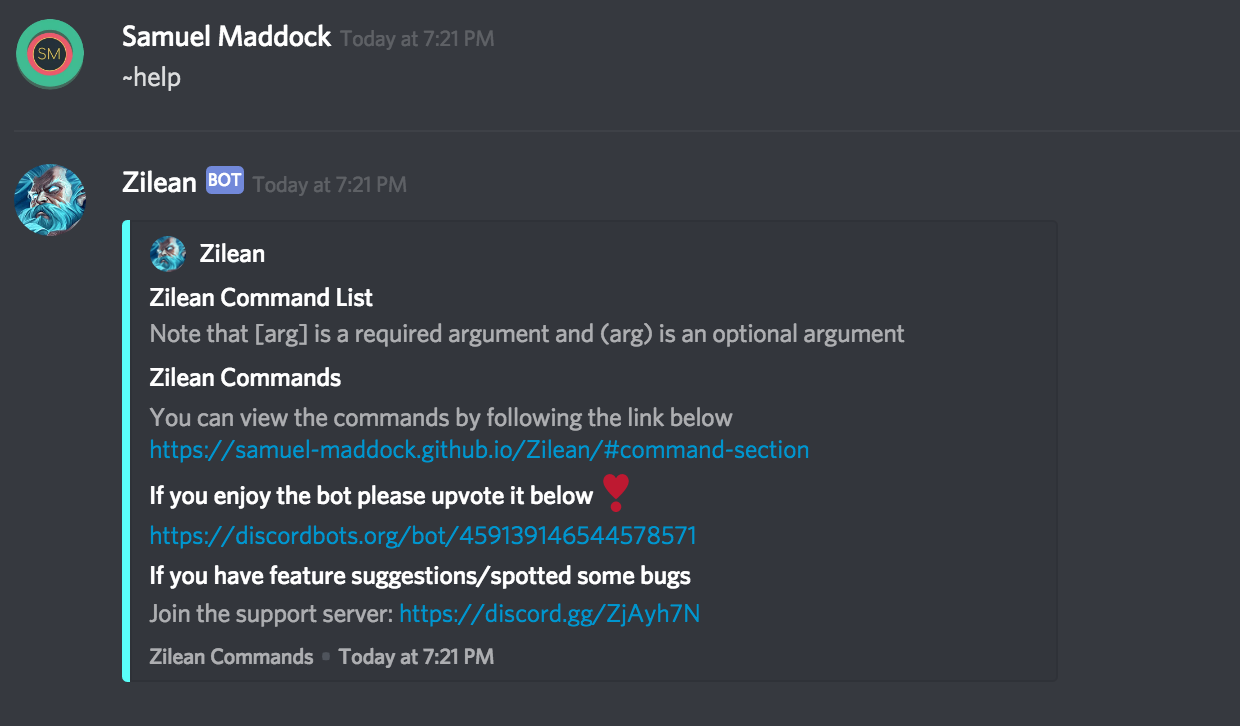 SM
Samuel Maddock Today at 7:21 PM
~help
Zilean BOT Today at 7:21 PM
Zilean
Zilean Command List
Note that [arg] is a required argument and (arg) is an optional argument
Zilean Commands
You can view the commands by following the link below
https://samuel-maddock.github.io/Zilean/#command-section
If you enjoy the bot please upvote it below ❣
https://discordbots.org/bot/459139146544578571
If you have feature suggestions/spotted some bugs
Join the support server: https://discord.gg/ZjAyh7N
Zilean Commands • Today at 7:21 PM